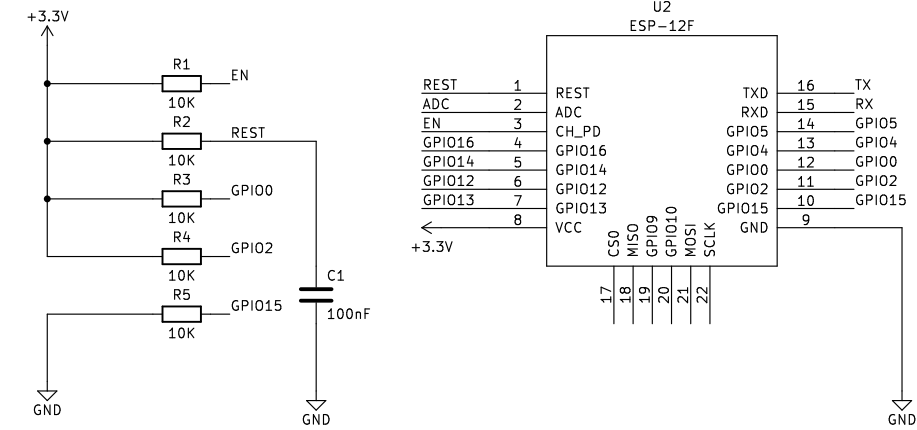 +3.3V
R1
EN
10K
R2
REST
10K
R3
GPIO0
10K
R4
GPIO2
10K
R5
GPIO15
10K
C1
100nF
GND
GND
U2
ESP-12F
REST 1 REST
ADC 2 ADC
EN 3 CH_PD
GPIO16 4 GPIO16
GPIO14 5 GPIO14
GPIO12 6 GPIO12
GPIO13 7 GPIO13
8 VCC
+3.3V
TXD 16 TX
RXD 15 RX
GPIO5 14 GPIO5
GPIO4 13 GPIO4
GPIO0 12 GPIO0
GPIO2 11 GPIO2
GPIO15 10 GPIO15
GND 9
CS0 17
MISO 18
GPIO9 19
GPIO10 20
MOSI 21
SCLK 22
GND